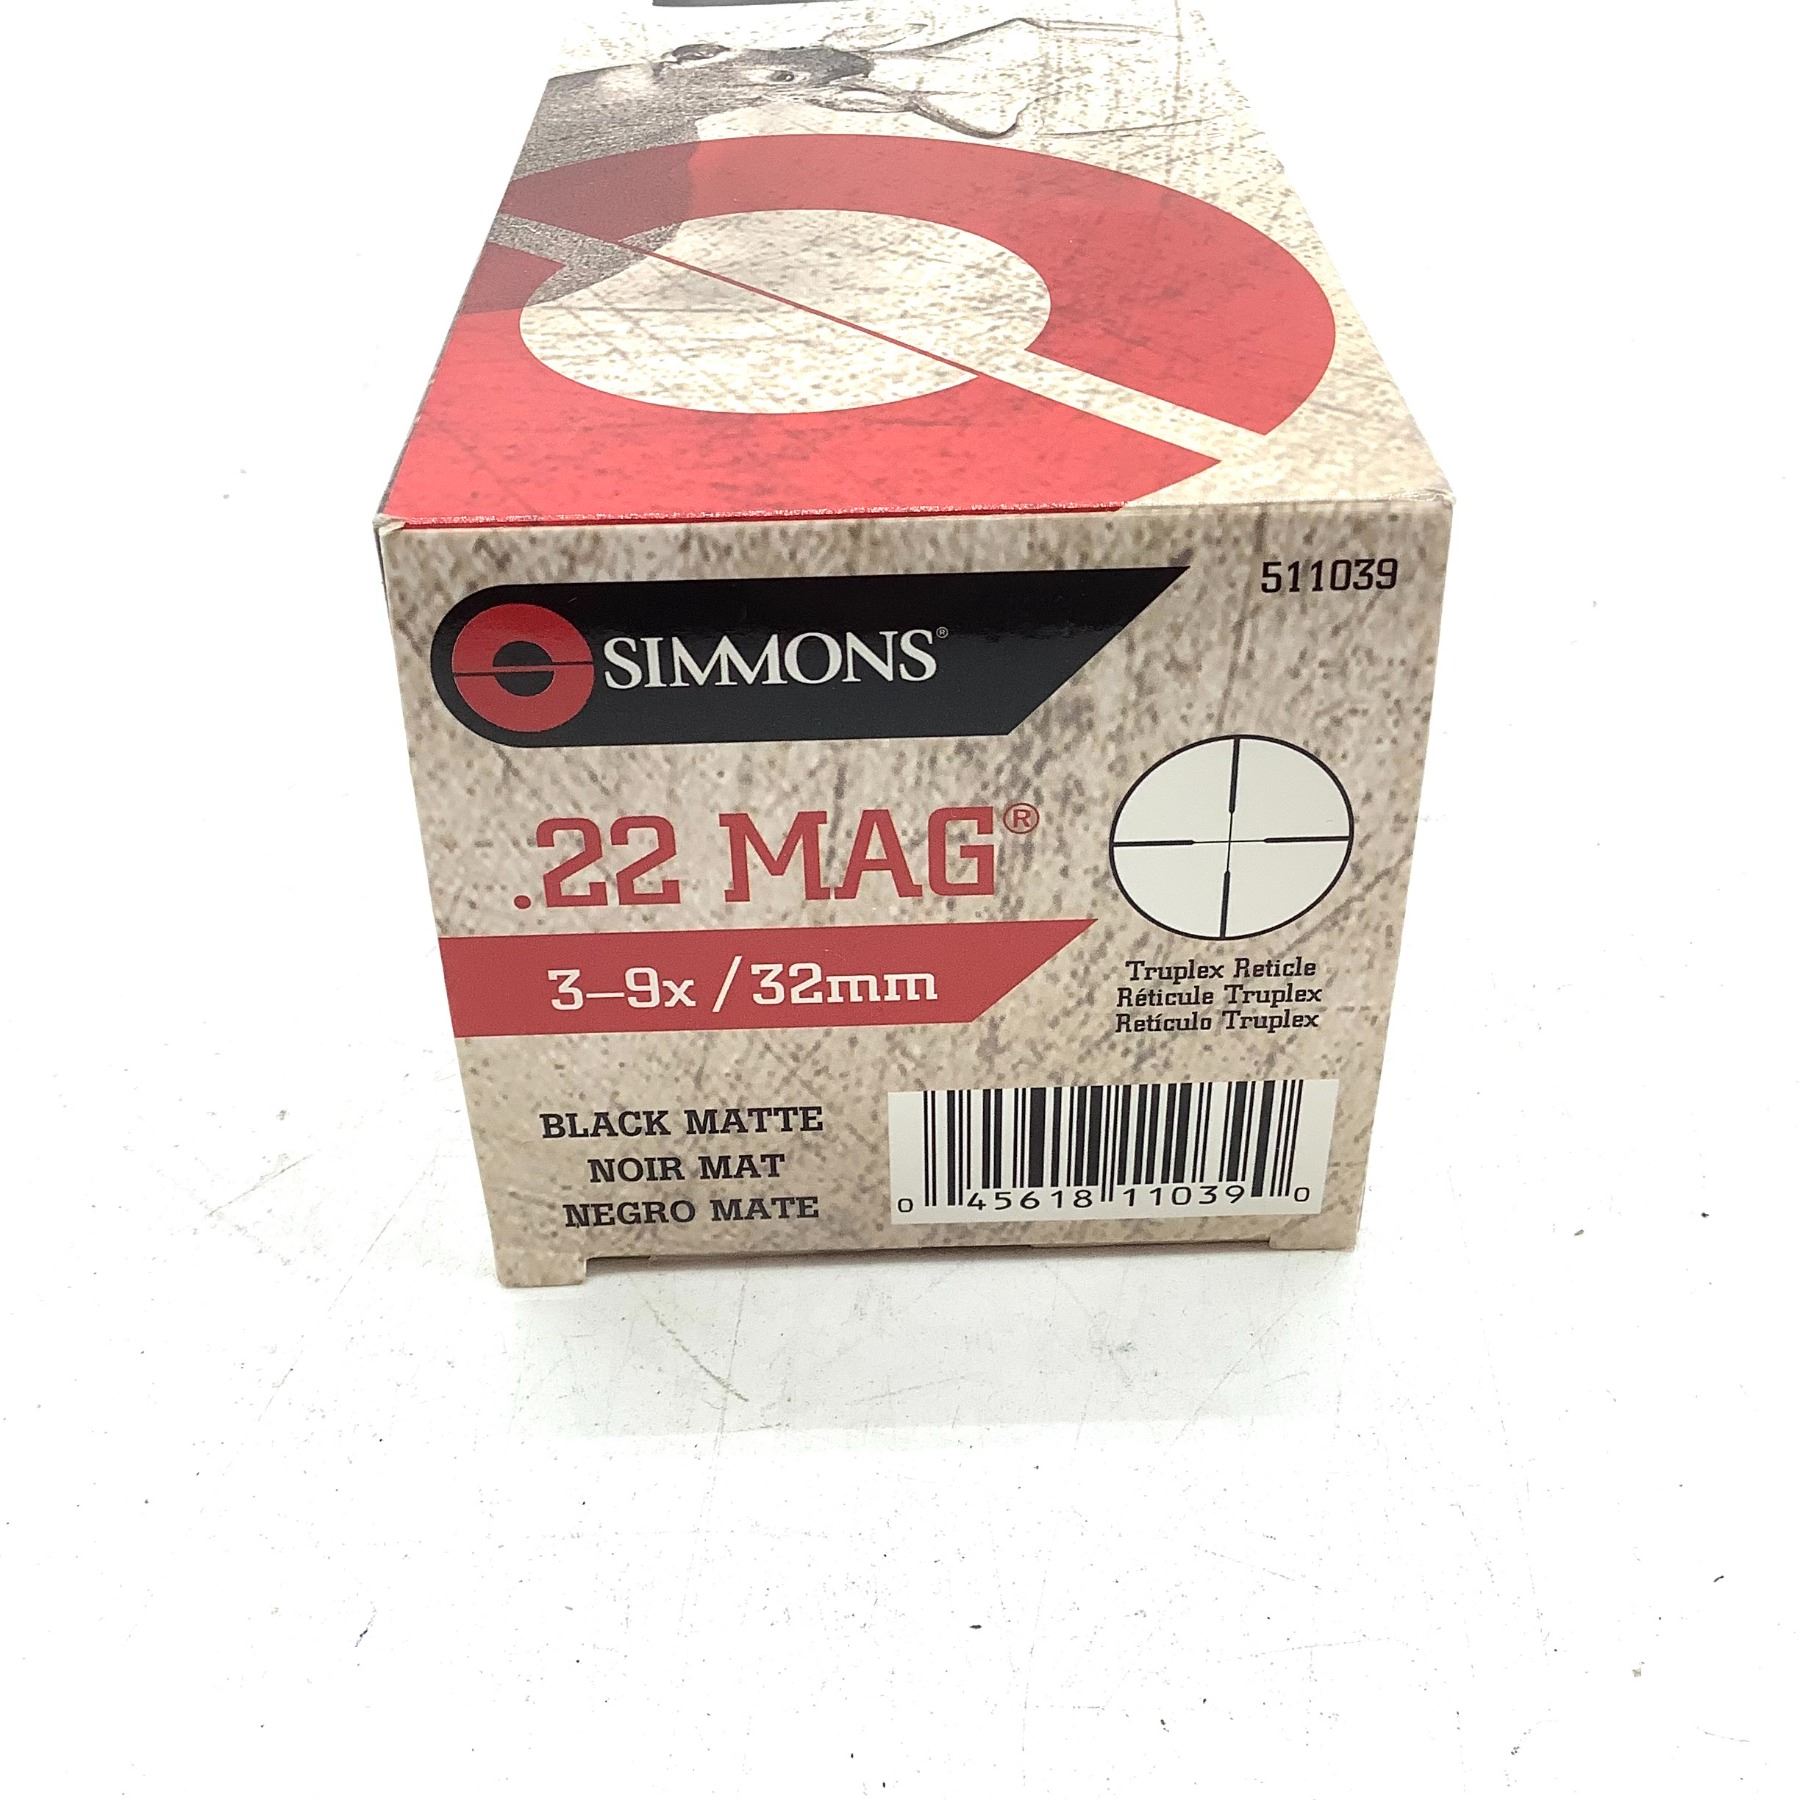 511039
SIMMONS®
.22 MAG®
3–9x / 32mm
Truplex Reticle
Réticule Truplex
Retículo Truplex
BLACK MATTE
NOIR MAT
NEGRO MATE
0 45618 11039 0